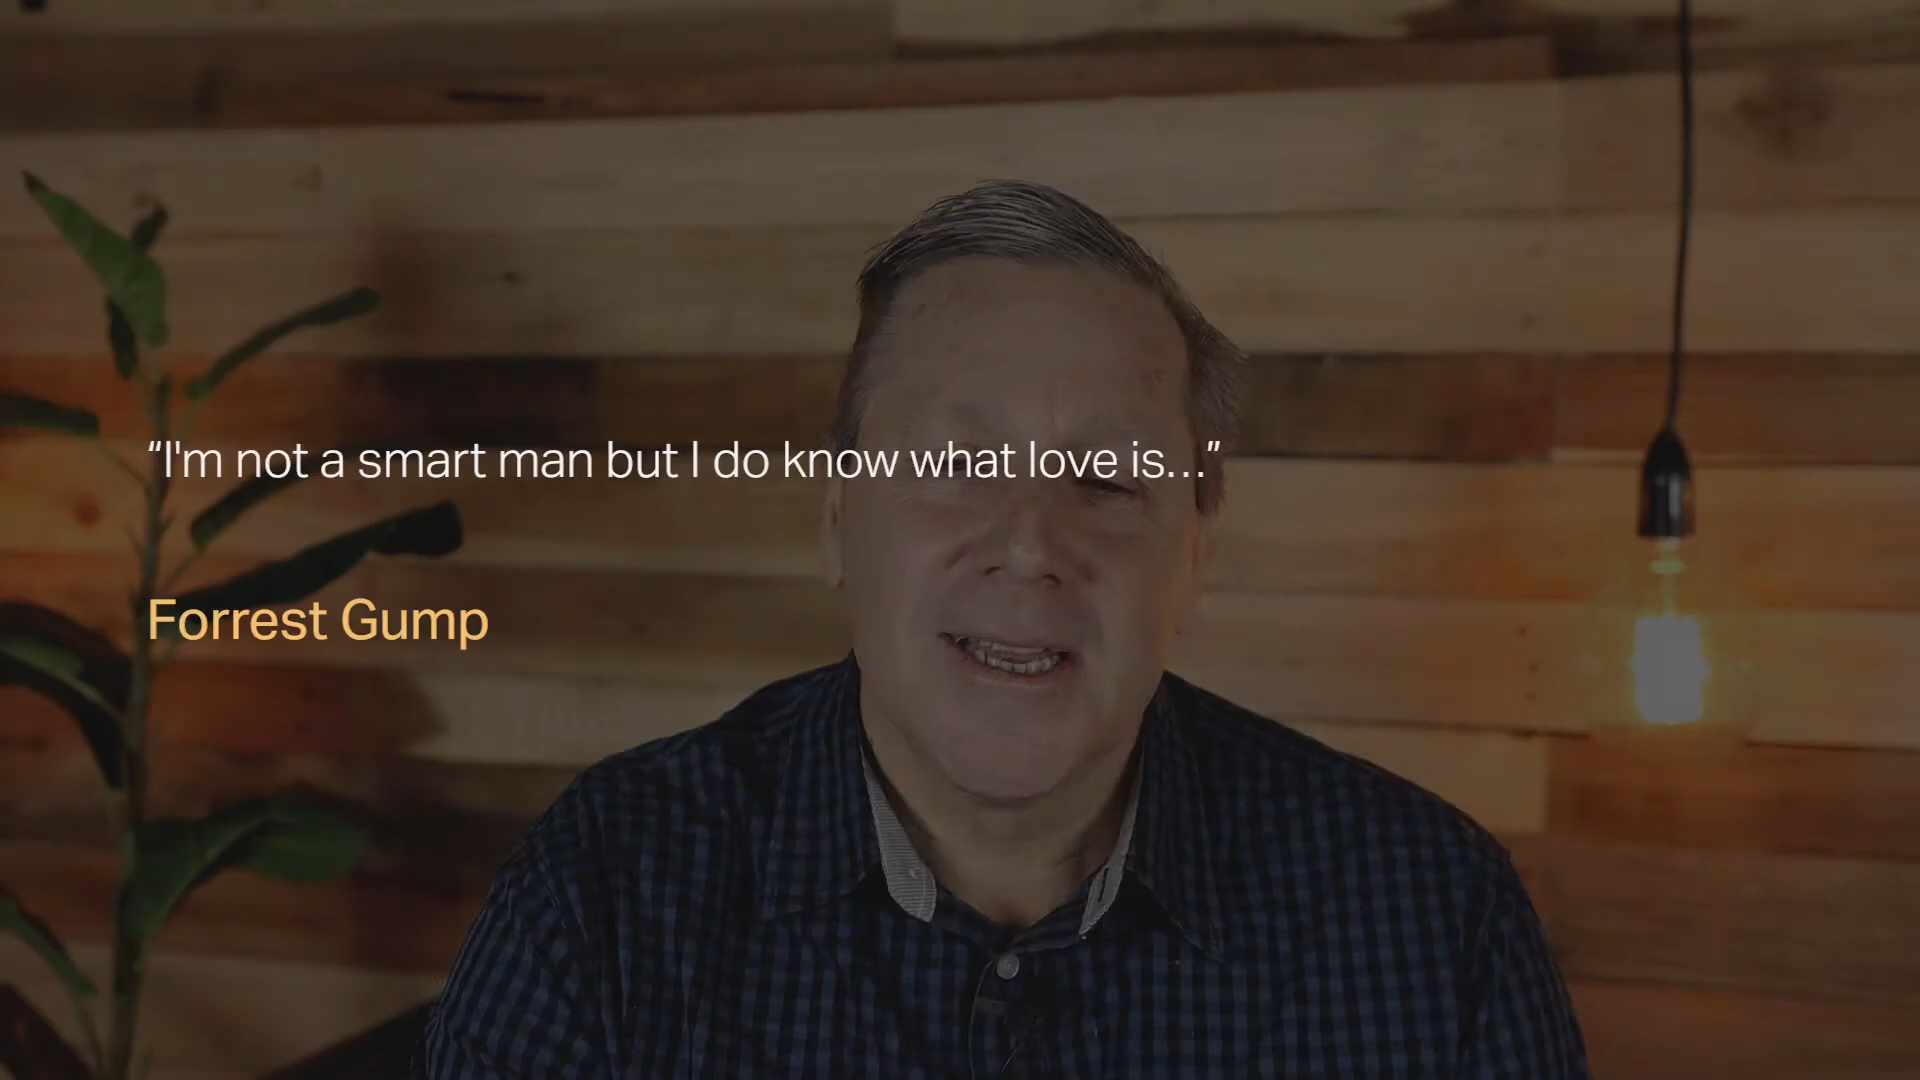 “I'm not a smart man but I do know what love is…”
Forrest Gump